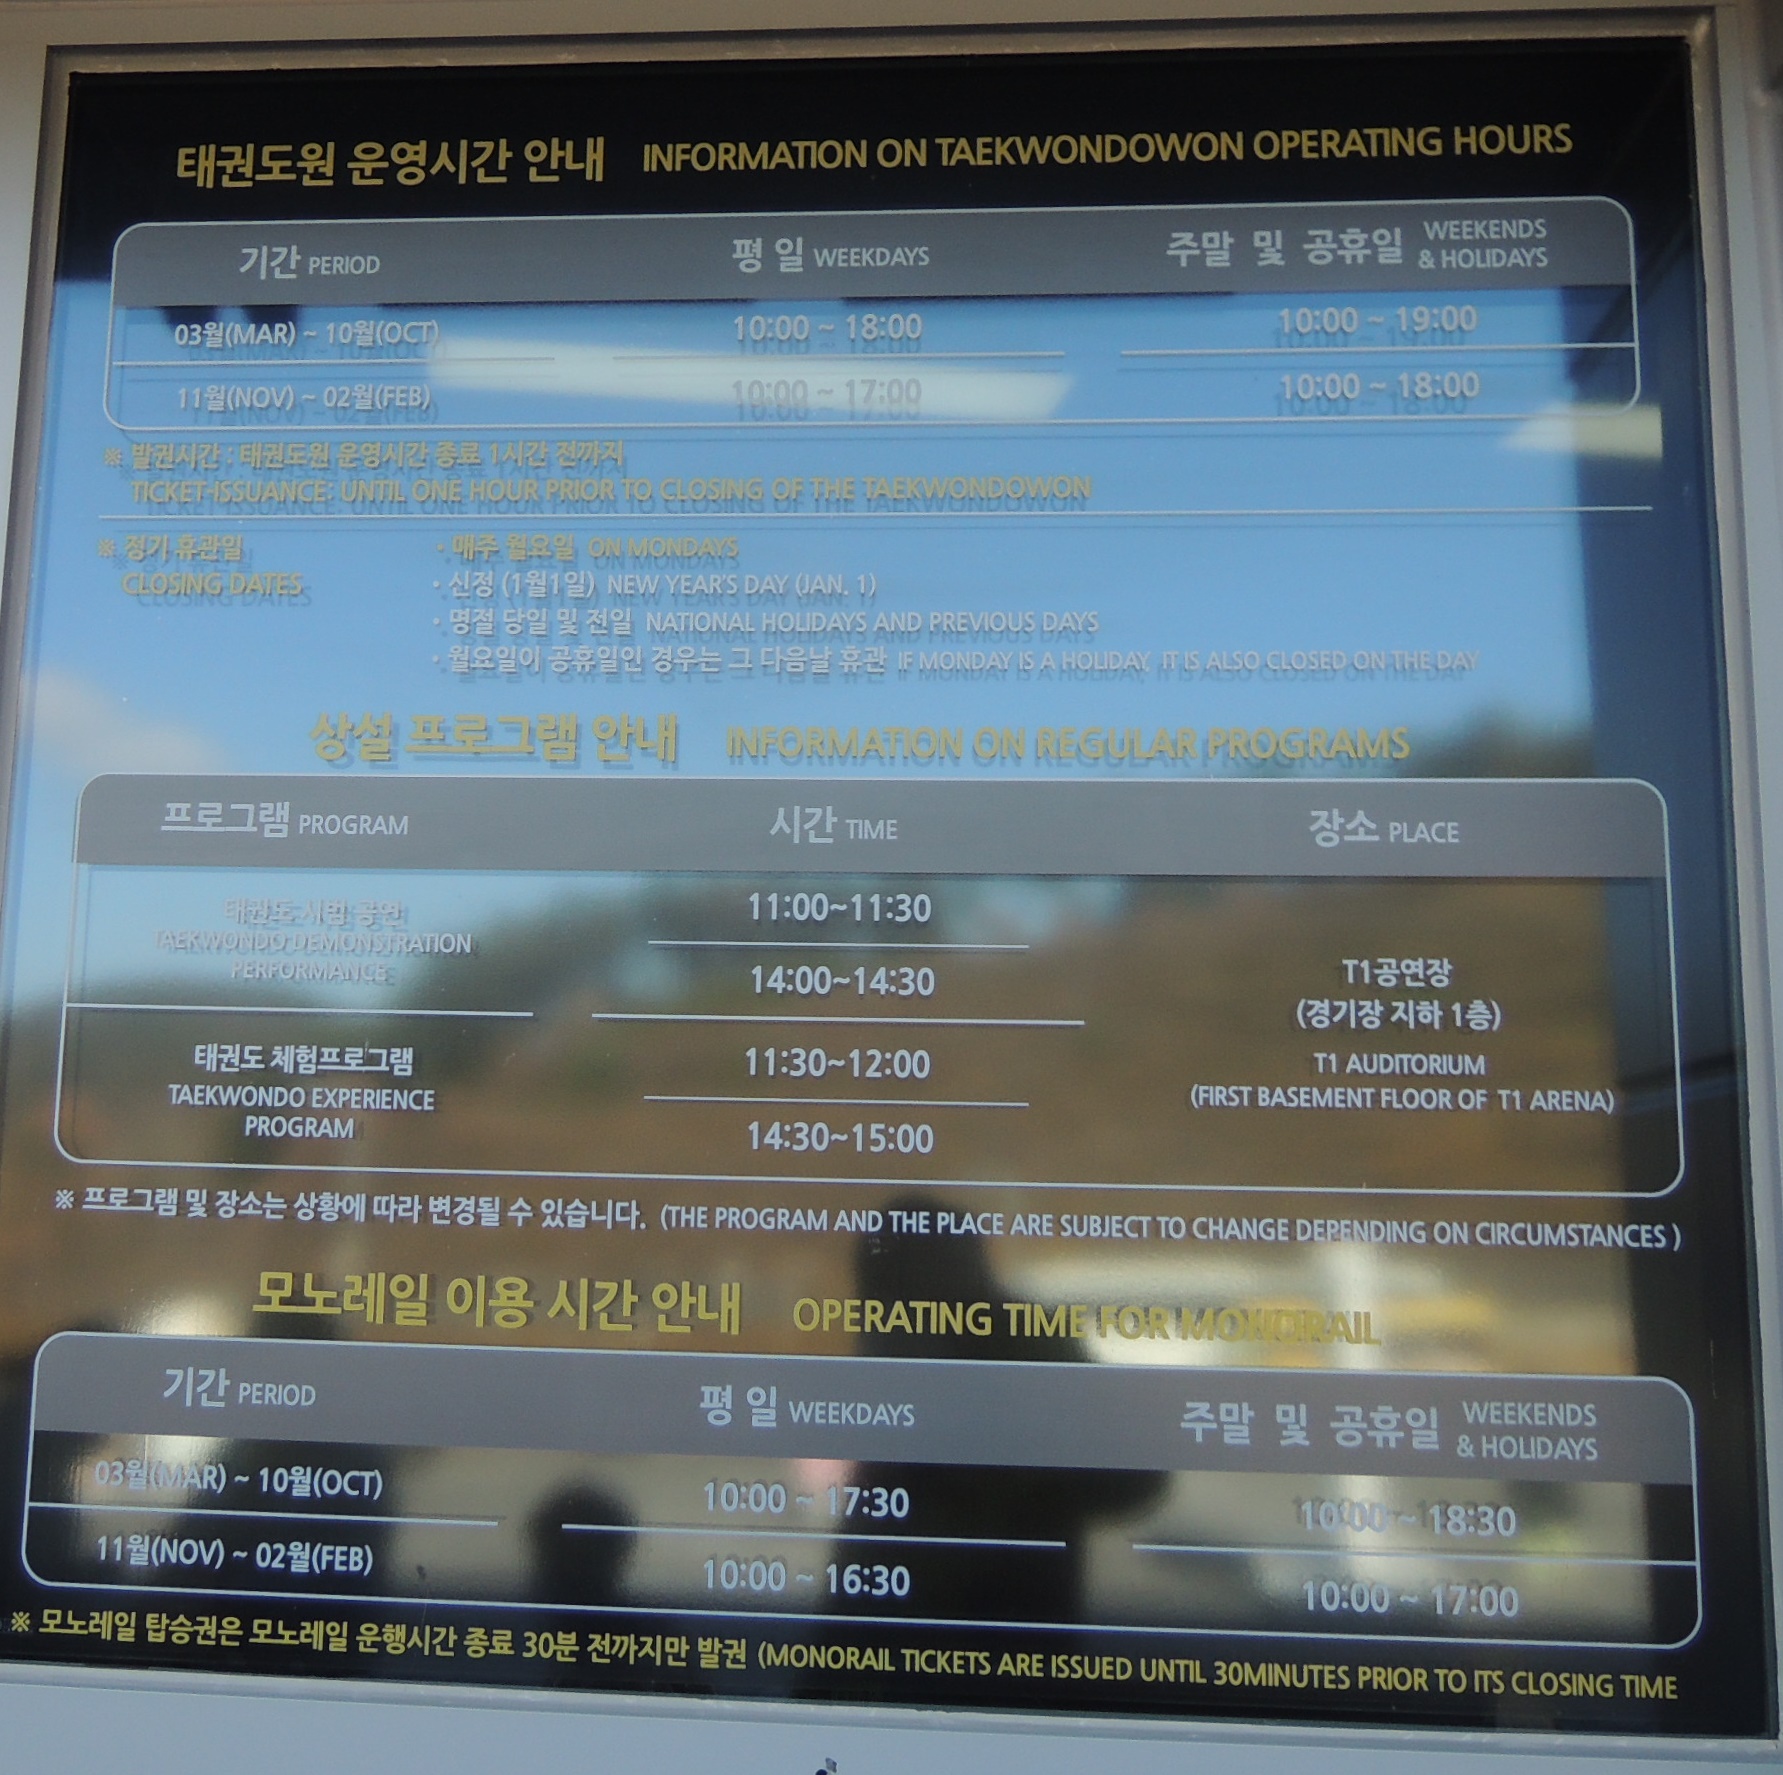 태권도원 운영시간 안내 INFORMATION ON TAEKWONDOWON OPERATING HOURS
기간 PERIOD 평 일 WEEKDAYS 주말 및 공휴일 WEEKENDS & HOLIDAYS
03월(MAR) ~ 10월(OCT) 10:00 ~ 18:00 10:00 ~ 19:00
11월(NOV) ~ 02월(FEB) 10:00 ~ 17:00 10:00 ~ 18:00
※ 발권시간 : 태권도원 운영시간 종료 1시간 전까지
TICKET-ISSUANCE: UNTIL ONE HOUR PRIOR TO CLOSING OF THE TAEKWONDOWON
※ 정기 휴관일 · 매주 월요일 ON MONDAYS
CLOSING DATES · 신정 (1월1일) NEW YEAR'S DAY (JAN. 1)
· 명절 당일 및 전일 NATIONAL HOLIDAYS AND PREVIOUS DAYS
· 월요일이 공휴일인 경우는 그 다음날 휴관 IF MONDAY IS A HOLIDAY, IT IS ALSO CLOSED ON THE DAY
상설 프로그램 안내 INFORMATION ON REGULAR PROGRAMS
프로그램 PROGRAM 시간 TIME 장소 PLACE
태권도 시범 공연
TAEKWONDO DEMONSTRATION
PERFORMANCE
11:00~11:30
14:00~14:30
태권도 체험프로그램
TAEKWONDO EXPERIENCE
PROGRAM
11:30~12:00
14:30~15:00
T1공연장
(경기장 지하 1층)
T1 AUDITORIUM
(FIRST BASEMENT FLOOR OF T1 ARENA)
※ 프로그램 및 장소는 상황에 따라 변경될 수 있습니다. (THE PROGRAM AND THE PLACE ARE SUBJECT TO CHANGE DEPENDING ON CIRCUMSTANCES )
모노레일 이용 시간 안내 OPERATING TIME FOR MONORAIL
기간 PERIOD 평 일 WEEKDAYS 주말 및 공휴일 WEEKENDS & HOLIDAYS
03월(MAR) ~ 10월(OCT) 10:00 ~ 17:30 10:00 ~ 18:30
11월(NOV) ~ 02월(FEB) 10:00 ~ 16:30 10:00 ~ 17:00
※ 모노레일 탑승권은 모노레일 운행시간 종료 30분 전까지만 발권 (MONORAIL TICKETS ARE ISSUED UNTIL 30MINUTES PRIOR TO ITS CLOSING TIME